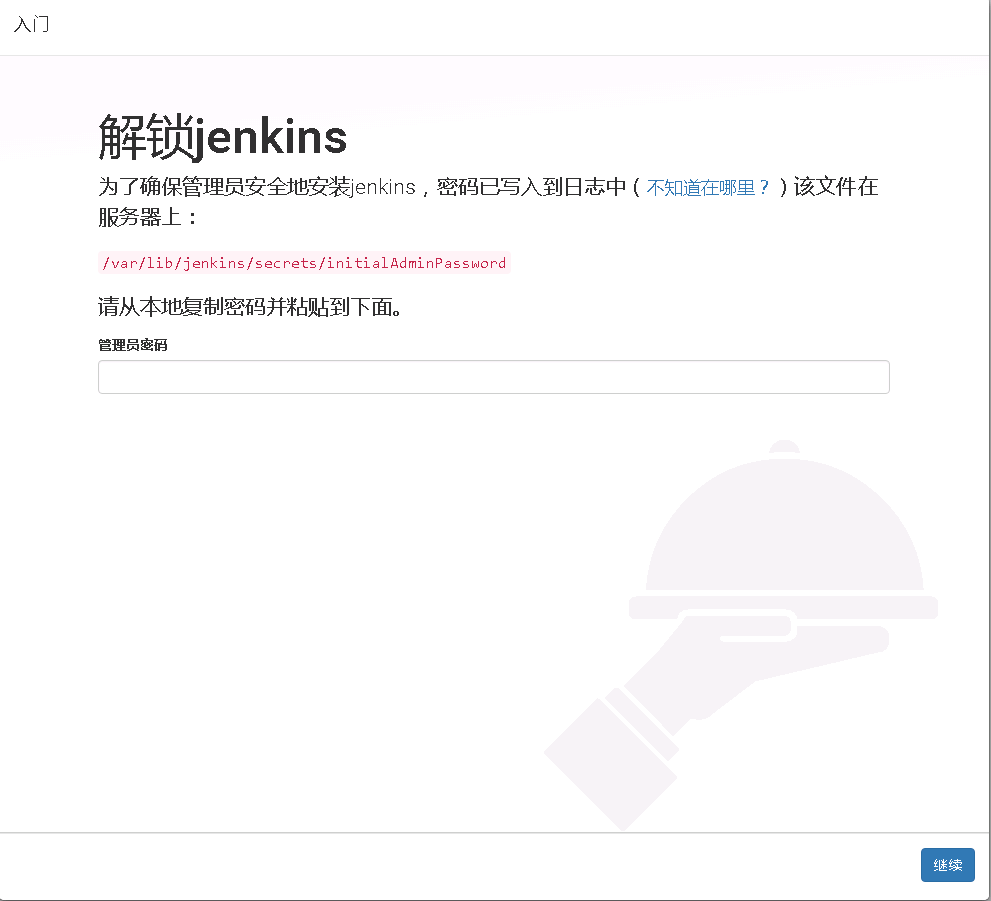 入门
解锁jenkins
为了确保管理员安全地安装jenkins，密码已写入到日志中（不知道在哪里？）该文件在
服务器上：
/var/lib/jenkins/secrets/initialAdminPassword
请从本地复制密码并粘贴到下面。
管理员密码
继续